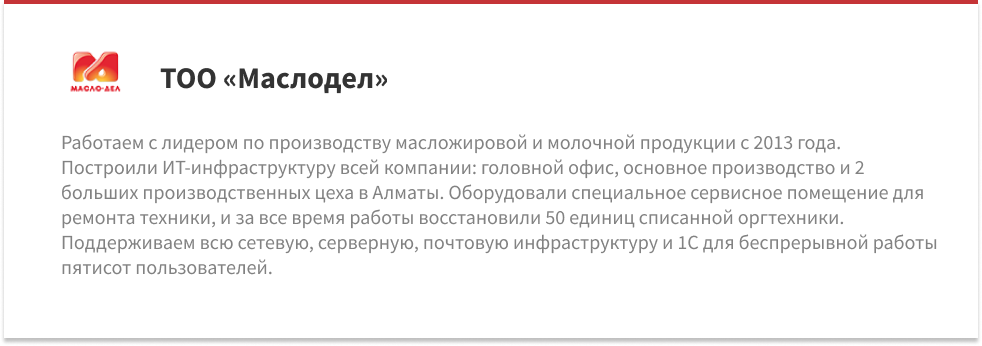 МАСЛО-ДЕЛ
ТОО «Маслодел»
Работаем с лидером по производству масложировой и молочной продукции с 2013 года.
Построили ИТ-инфраструктуру всей компании: головной офис, основное производство и 2
больших производственных цеха в Алматы. Оборудовали специальное сервисное помещение для
ремонта техники, и за все время работы восстановили 50 единиц списанной оргтехники.
Поддерживаем всю сетевую, серверную, почтовую инфраструктуру и 1С для беспрерывной работы
пятисот пользователей.